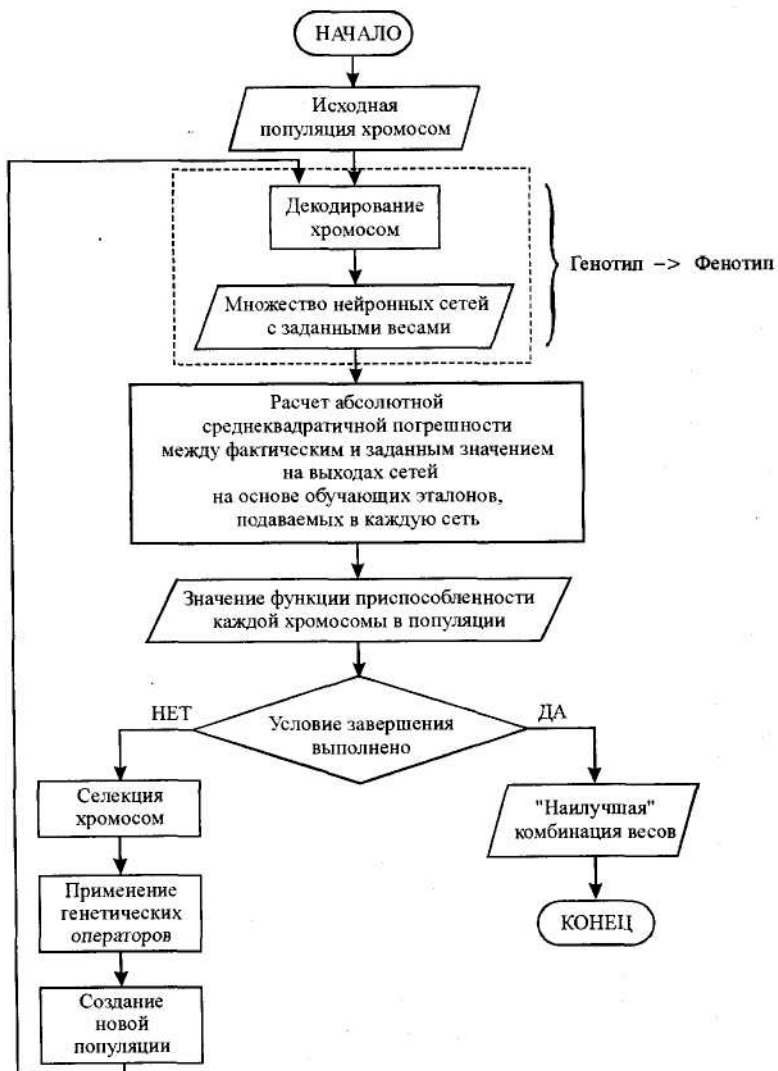 НАЧАЛО
Исходная
популяция хромосом
Декодирование
хромосом
Генотип -> Фенотип
Множество нейронных сетей
с заданными весами
Расчет абсолютной
среднеквадратичной погрешности
между фактическим и заданным значением
на выходах сетей
на основе обучающих эталонов,
подаваемых в каждую сеть
Значение функции приспособленности
каждой хромосомы в популяции
НЕТ
ДА
Условие завершения
выполнено
Селекция
хромосом
"Наилучшая"
комбинация весов
Применение
генетических
операторов
КОНЕЦ
Создание
новой
популяции